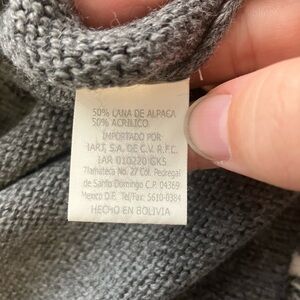 50% LANA DE ALPACA
50% ACRILICO
IMPORTADO POR
IART, S.A. DE C.V. R.F.C.
IAR 010220 GK5
Tlamateca No. 27 Col. Pedregal
de Santo Domingo C.P. 04369
Mexico D.F. Tel/Fax: 5610-0384
HECHO EN BOLIVIA